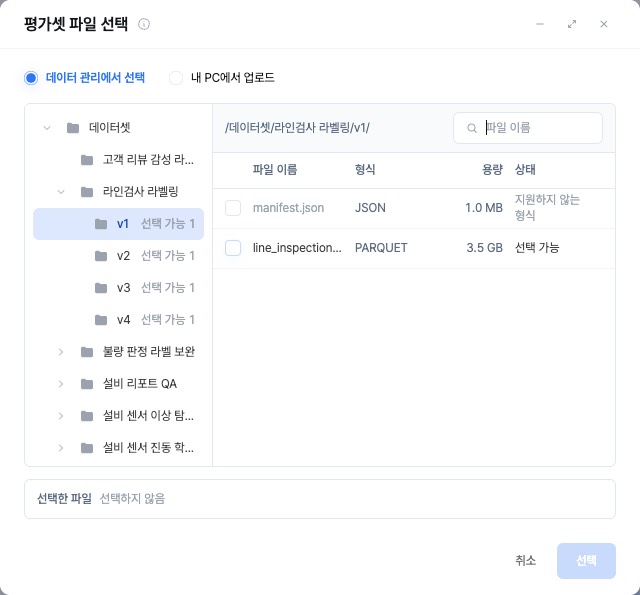 평가셋 파일 선택
데이터 관리에서 선택
내 PC에서 업로드
데이터셋
고객 리뷰 감성 라...
라인검사 라벨링
v1 선택 가능 1
v2 선택 가능 1
v3 선택 가능 1
v4 선택 가능 1
불량 판정 라벨 보완
설비 리포트 QA
설비 센서 이상 탐...
설비 센서 진동 학...
/데이터셋/라인검사 라벨링/v1/
파일 이름
파일 이름 형식 용량 상태
manifest.json JSON 1.0 MB 지원하지 않는
형식
line_inspection... PARQUET 3.5 GB 선택 가능
선택한 파일 선택하지 않음
취소 선택